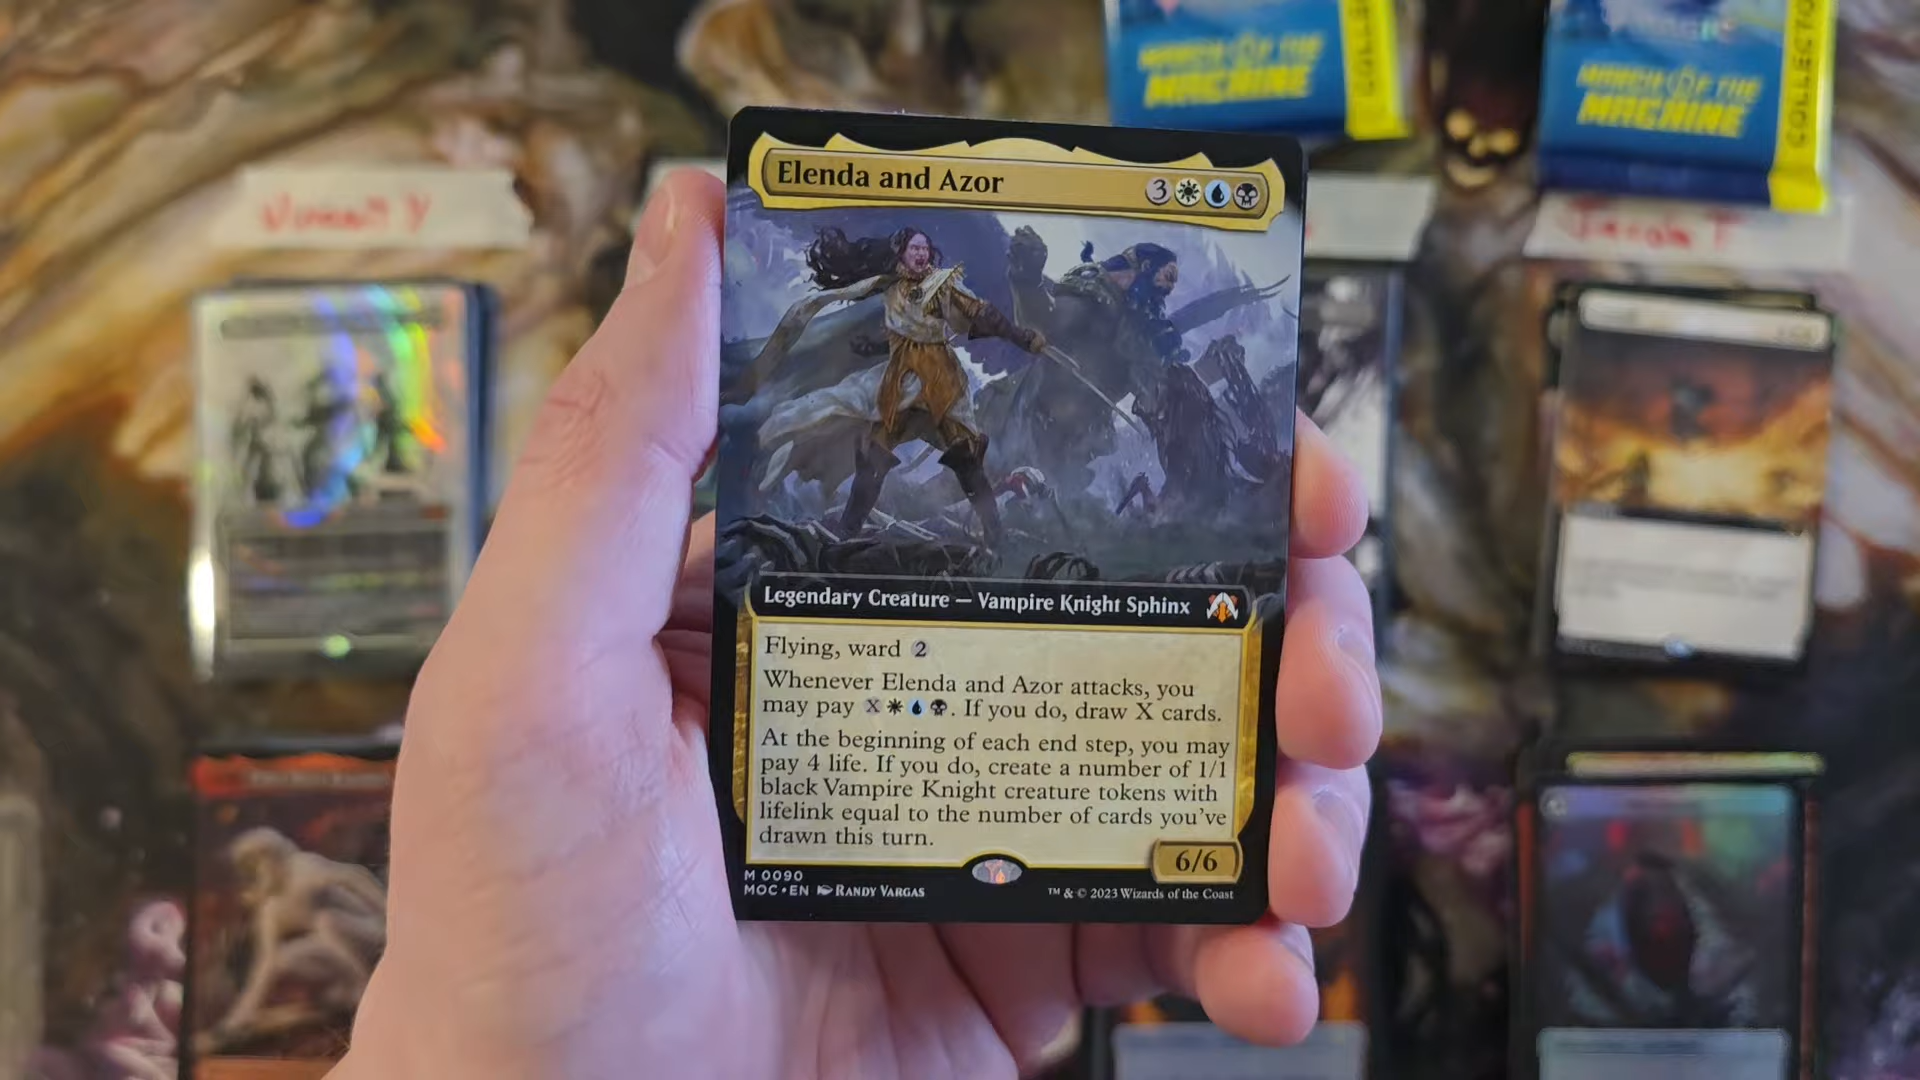 MARCH OF THE
MACHINE
COLLECTO
MARCH OF THE
MACHINE
COLLECTO
Elenda and Azor
3
Legendary Creature — Vampire Knight Sphinx
Flying, ward 2
Whenever Elenda and Azor attacks, you
may pay X. If you do, draw X cards.
At the beginning of each end step, you may
pay 4 life. If you do, create a number of 1/1
black Vampire Knight creature tokens with
lifelink equal to the number of cards you've
drawn this turn.
6/6
M 0090
MOC • EN RANDY VARGAS
™ & © 2023 Wizards of the Coast